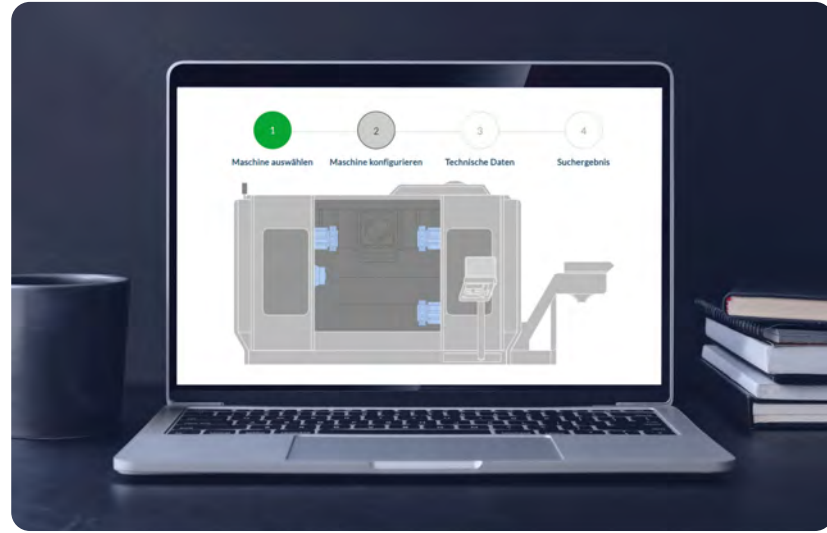 1
2
3
4
Maschine auswählen
Maschine konfigurieren
Technische Daten
Suchergebnis